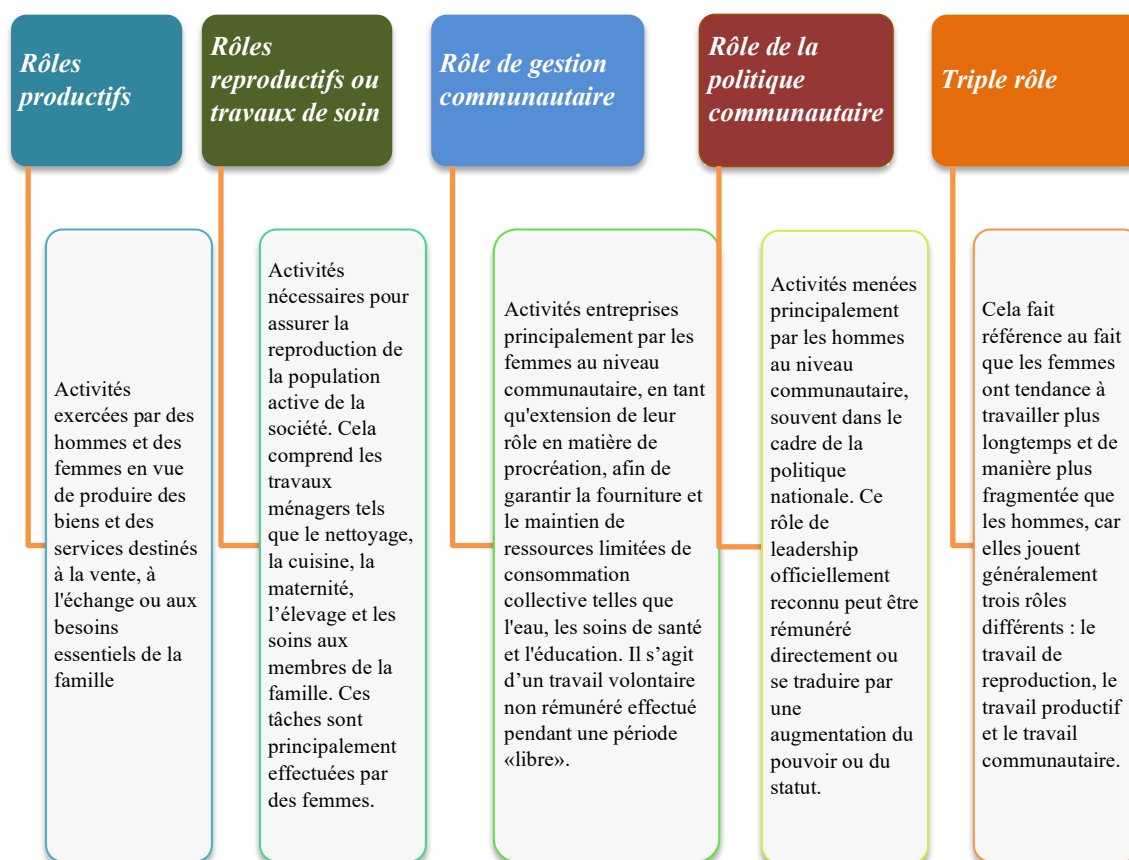 Rôles
productifs
Activités
exercées par des
hommes et des
femmes en vue
de produire des
biens et des
services destinés
à la vente, à
l'échange ou aux
besoins
essentiels de la
famille
Rôles
reproductifs ou
travaux de soin
Activités
nécessaires pour
assurer la
reproduction de
la population
active de la
société. Cela
comprend les
travaux
ménagers tels
que le nettoyage,
la cuisine, la
maternité,
l’élevage et les
soins aux
membres de la
famille. Ces
tâches sont
principalement
effectuées par
des femmes.
Rôle de gestion
communautaire
Activités entreprises
principalement par les
femmes au niveau
communautaire, en tant
qu'extension de leur
rôle en matière de
procréation, afin de
garantir la fourniture et
le maintien de
ressources limitées de
consommation
collective telles que
l'eau, les soins de santé
et l'éducation. Il s’agit
d’un travail volontaire
non rémunéré effectué
pendant une période
«libre».
Rôle de la
politique
communautaire
Activités menées
principalement
par les hommes
au niveau
communautaire,
souvent dans le
cadre de la
politique
nationale. Ce
rôle de
leadership
officiellement
reconnu peut être
rémunéré
directement ou
se traduire par
une
augmentation du
pouvoir ou du
statut.
Triple rôle
Cela fait
référence au fait
que les femmes
ont tendance à
travailler plus
longtemps et de
manière plus
fragmentée que
les hommes, car
elles jouent
généralement
trois rôles
différents : le
travail de
reproduction, le
travail productif
et le travail
communautaire.